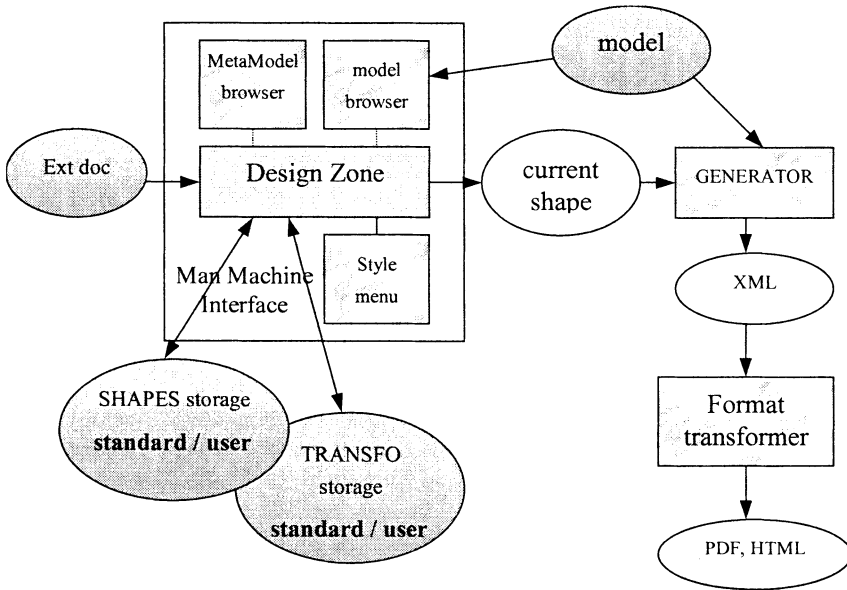 MetaModel
browser
model
browser
model
Ext doc
Design Zone
current
shape
GENERATOR
Man Machine
Interface
Style
menu
XML
SHAPES storage
standard / user
TRANSFO
storage
standard / user
Format
transformer
PDF, HTML